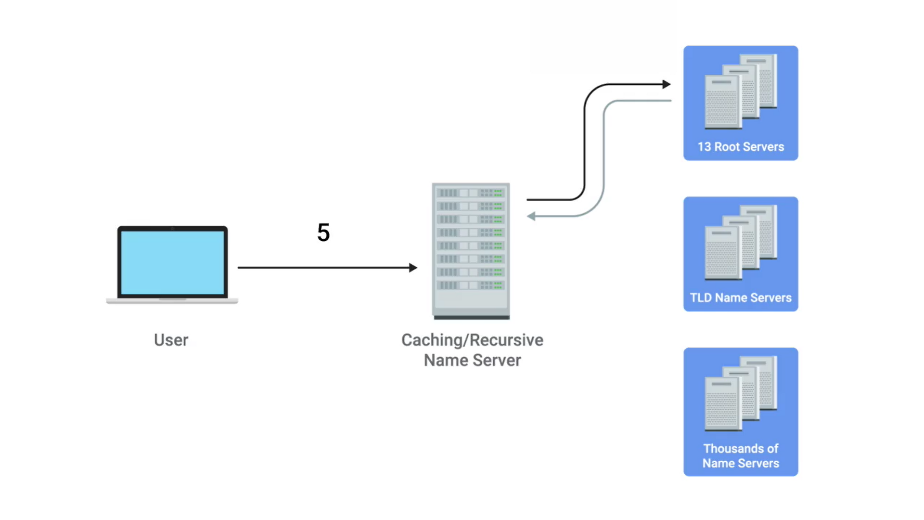 13 Root Servers
5
TLD Name Servers
User
Caching/Recursive
Name Server
Thousands of
Name Servers